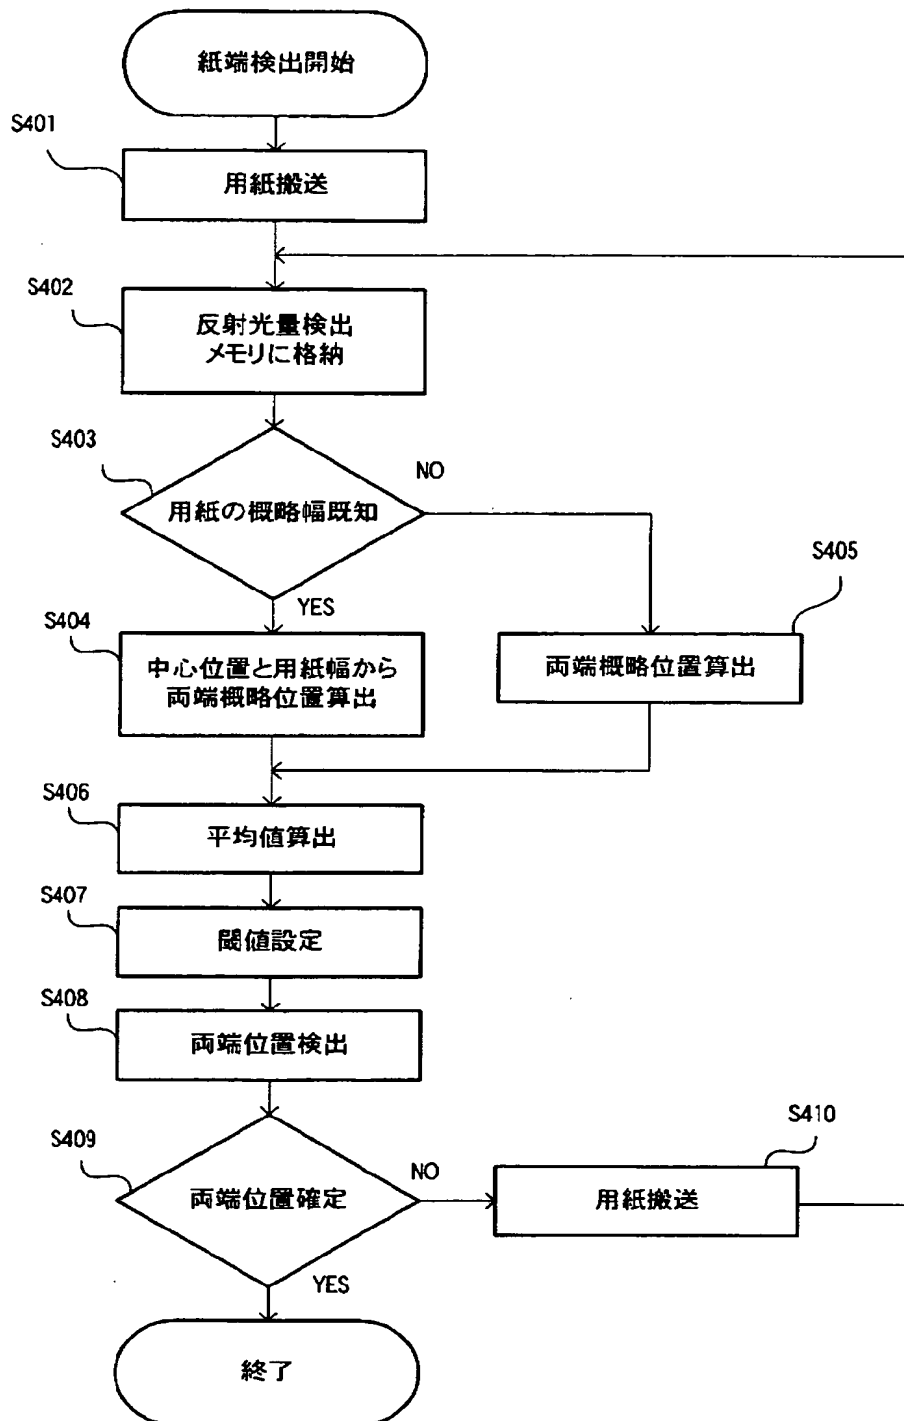 紙端検出開始
S401
用紙搬送
S402
反射光量検出
メモリに格納
S403
用紙の概略幅既知
NO
YES
S404
中心位置と用紙幅から
両端概略位置算出
S405
両端概略位置算出
S406
平均値算出
S407
閾値設定
S408
両端位置検出
S409
両端位置確定
NO
S410
用紙搬送
YES
終了